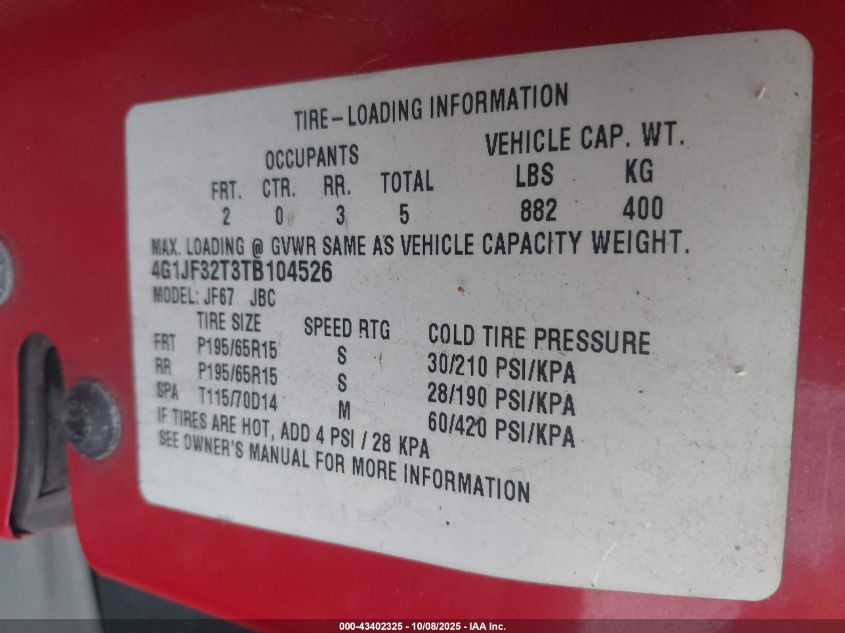 TIRE-LOADING INFORMATION
OCCUPANTS VEHICLE CAP. WT.
FRT. CTR. RR. TOTAL LBS KG
2 0 3 5 882 400
MAX. LOADING @ GVWR SAME AS VEHICLE CAPACITY WEIGHT.
4G1JF32T3TB104526
MODEL: JF67 JBC
TIRE SIZE SPEED RTG COLD TIRE PRESSURE
FRT P195/65R15 S 30/210 PSI/KPA
RR P195/65R15 S 28/190 PSI/KPA
SPA T115/70D14 M 60/420 PSI/KPA
IF TIRES ARE HOT, ADD 4 PSI / 28 KPA
SEE OWNER'S MANUAL FOR MORE INFORMATION
000-43402325 - 10/08/2025 - IAA Inc.